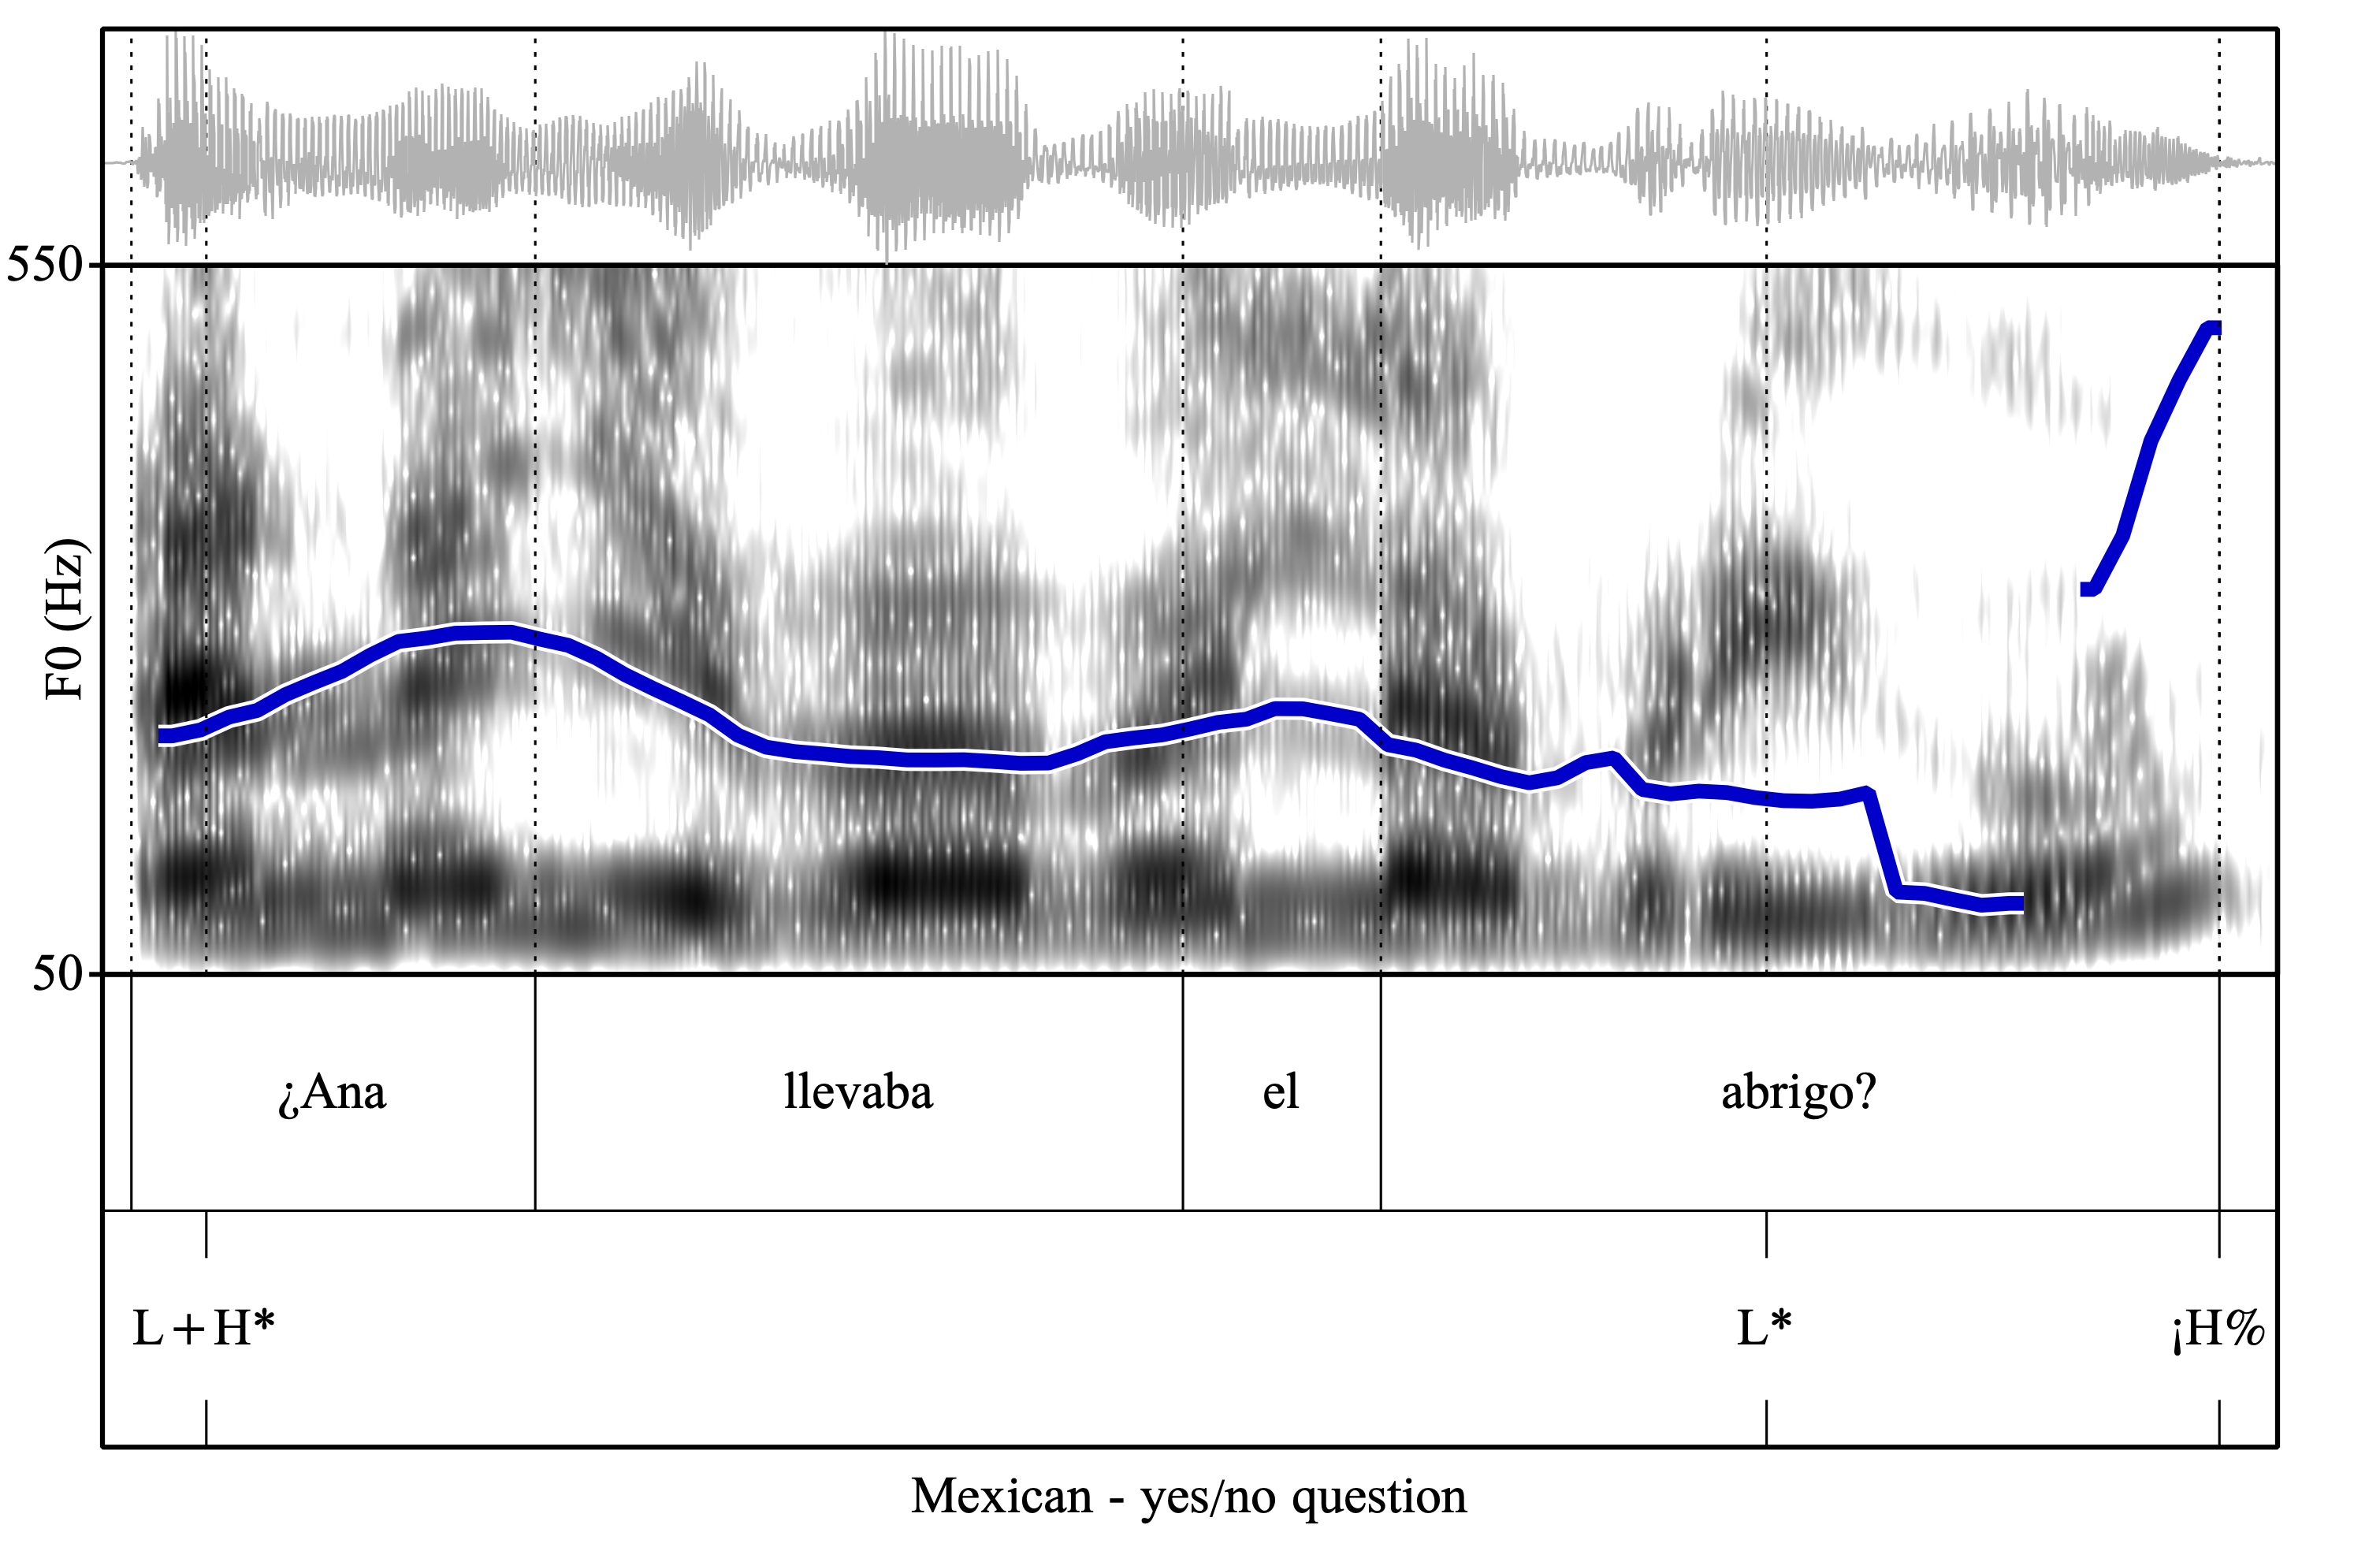 550
F0 (Hz)
50
¿Ana llevaba el abrigo?
L+H* L* ¡H%
Mexican - yes/no question